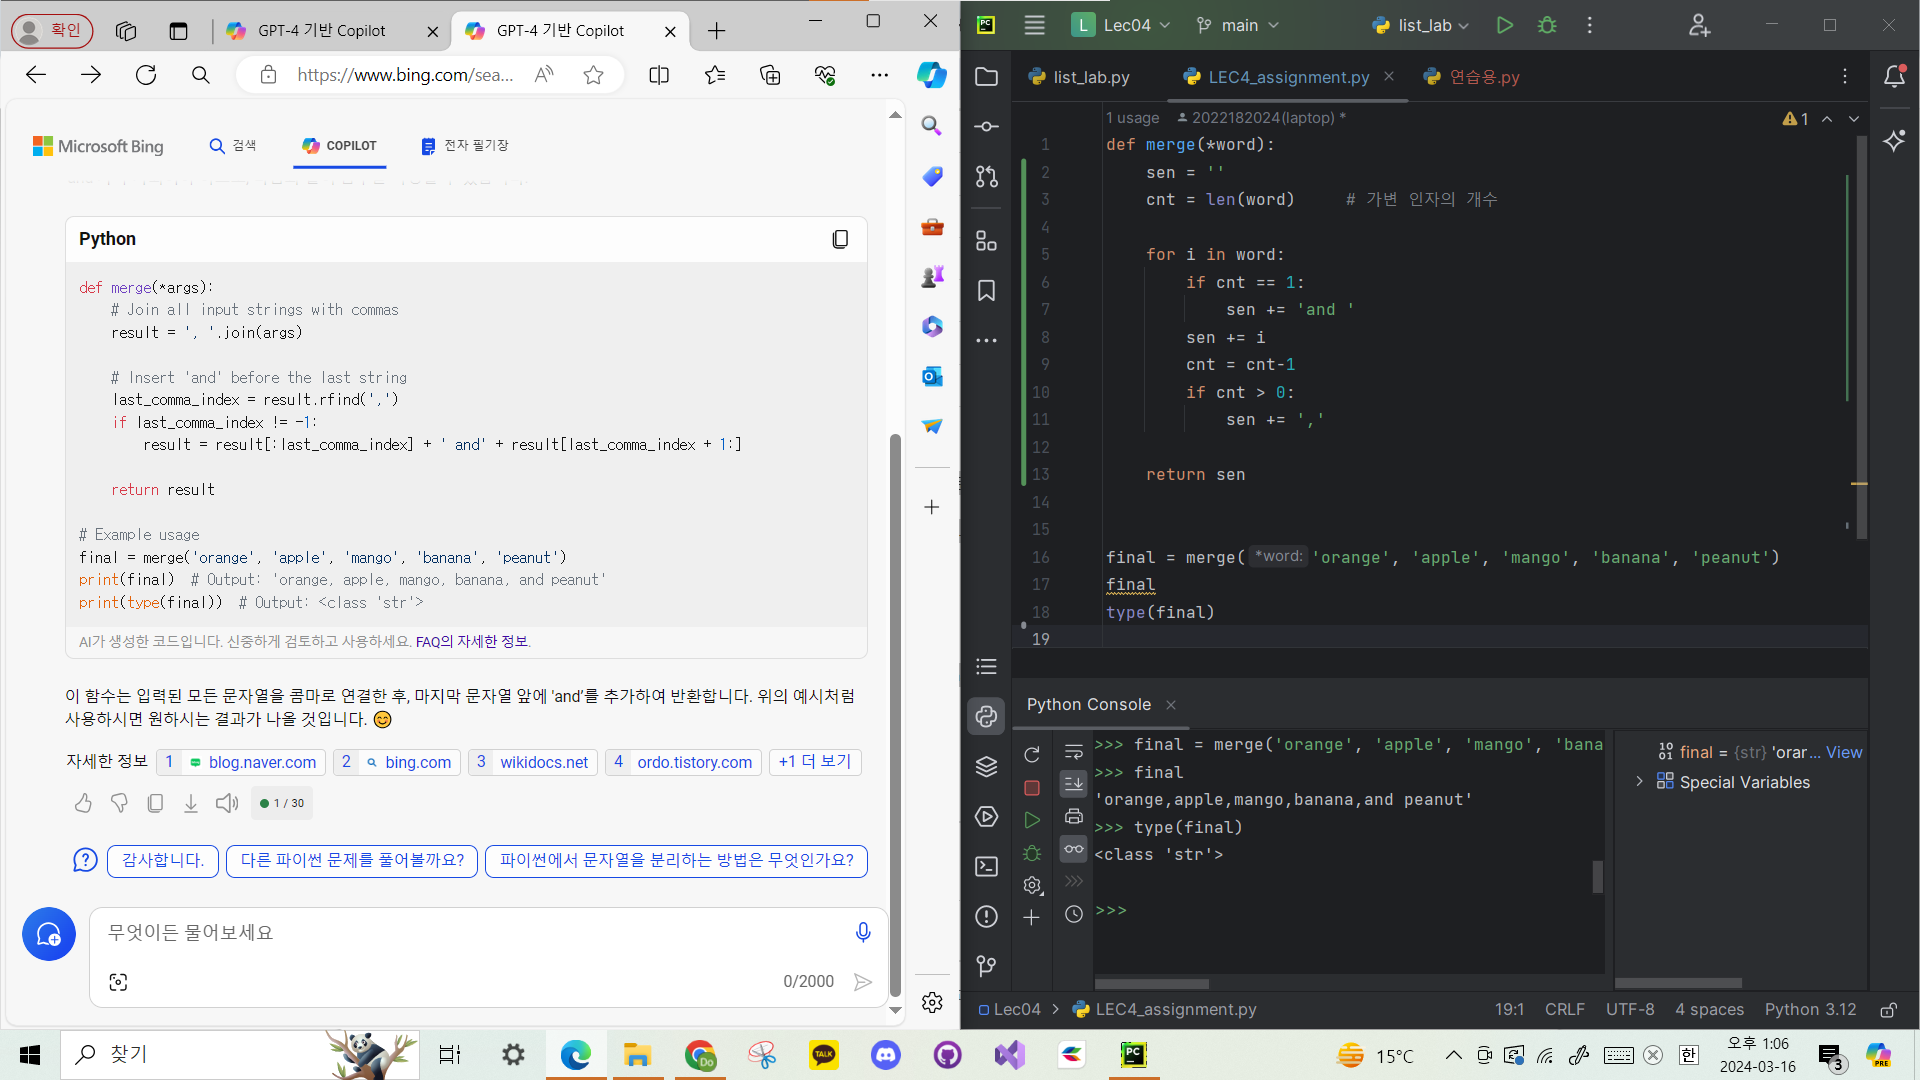 확인
GPT-4 기반 Copilot
GPT-4 기반 Copilot
https://www.bing.com/sea...
Microsoft Bing
검색
COPILOT
전자 필기장
Python
def merge(*args):
# Join all input strings with commas
result = ', '.join(args)
# Insert 'and' before the last string
last_comma_index = result.rfind(',')
if last_comma_index != -1:
result = result[:last_comma_index] + ' and' + result[last_comma_index + 1:]
return result
# Example usage
final = merge('orange', 'apple', 'mango', 'banana', 'peanut')
print(final)  # Output: 'orange, apple, mango, banana, and peanut'
print(type(final))  # Output: <class 'str'>
AI가 생성한 코드입니다. 신중하게 검토하고 사용하세요. FAQ의 자세한 정보.
이 함수는 입력된 모든 문자열을 콤마로 연결한 후, 마지막 문자열 앞에 'and'를 추가하여 반환합니다. 위의 예시처럼
사용하시면 원하시는 결과가 나올 것입니다. 😊
자세한 정보 1 blog.naver.com 2 bing.com 3 wikidocs.net 4 ordo.tistory.com +1 더 보기
1 / 30
감사합니다.
다른 파이썬 문제를 풀어볼까요?
파이썬에서 문자열을 분리하는 방법은 무엇인가요?
무엇이든 물어보세요
0/2000
PC
L Lec04
main
list_lab
list_lab.py
LEC4_assignment.py
연습용.py
1 usage 2022182024(laptop) *
1
1 def merge(*word):
2 sen = ''
3 cnt = len(word) # 가변 인자의 개수
4
5 for i in word:
6 if cnt == 1:
7 sen += 'and '
8 sen += i
9 cnt = cnt-1
10 if cnt > 0:
11 sen += ','
12
13 return sen
14
15
16 final = merge( *word: 'orange', 'apple', 'mango', 'banana', 'peanut')
17 final
18 type(final)
19
Python Console
>>> final = merge('orange', 'apple', 'mango', 'bana
>>> final
'orange,apple,mango,banana,and peanut'
>>> type(final)
<class 'str'>
>>>
final = {str} 'orar... View
Special Variables
Lec04 > LEC4_assignment.py
19:1 CRLF UTF-8 4 spaces Python 3.12
찾기
Do
TALK
PC
15°C
한
오후 1:06
2024-03-16
3
PRE